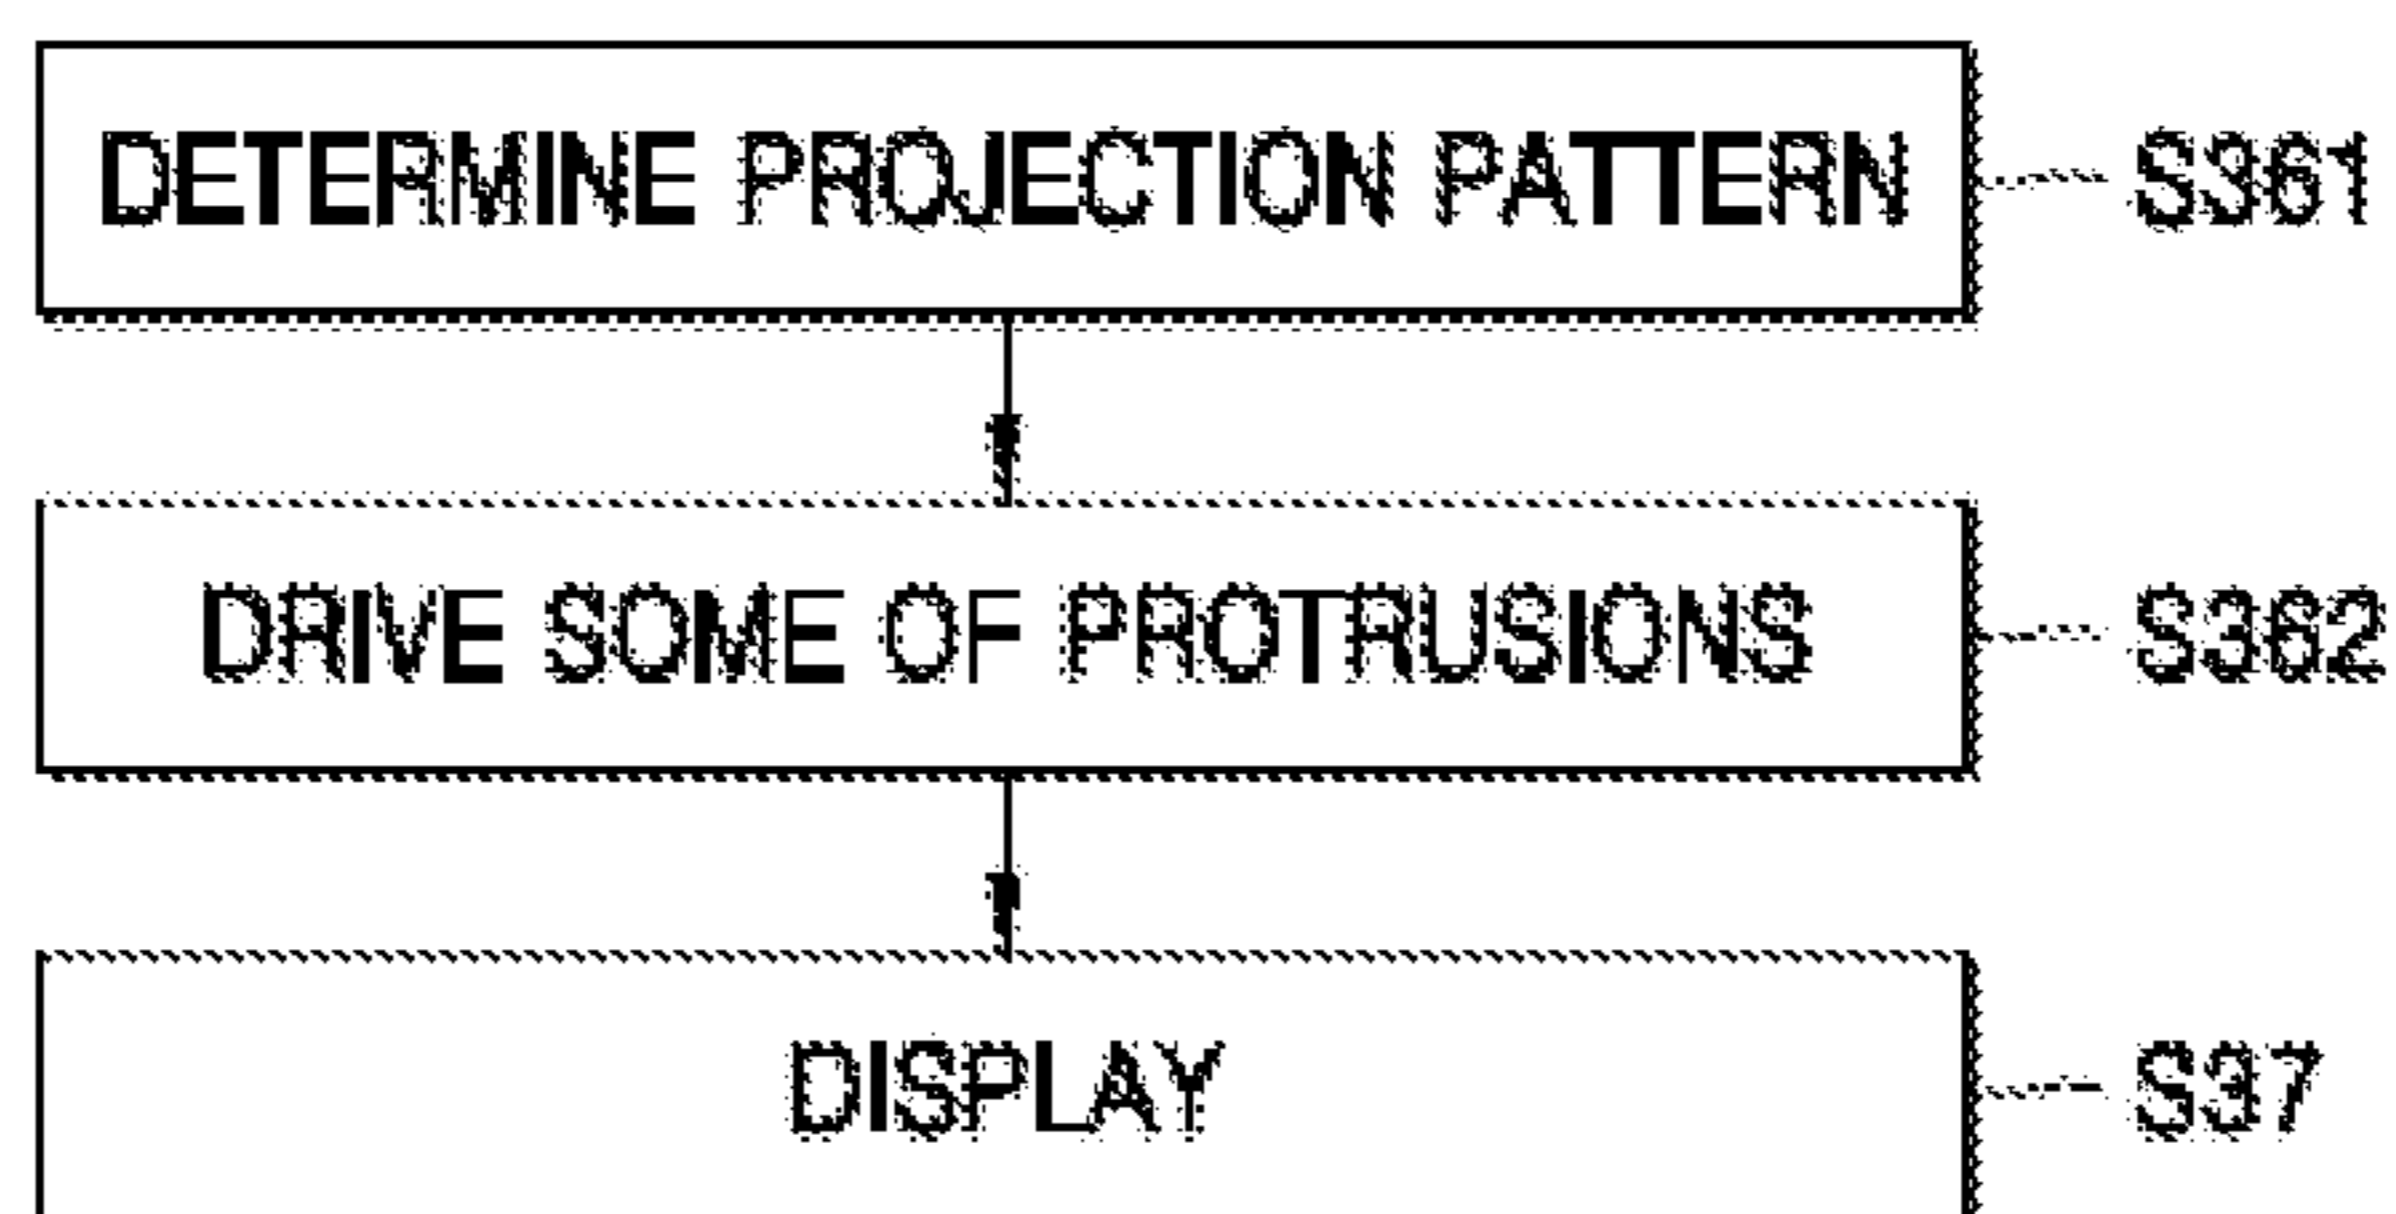 DETERMINE PROJECTION PATTERN S361
DRIVE SOME OF PROTRUSIONS S362
DISPLAY S37